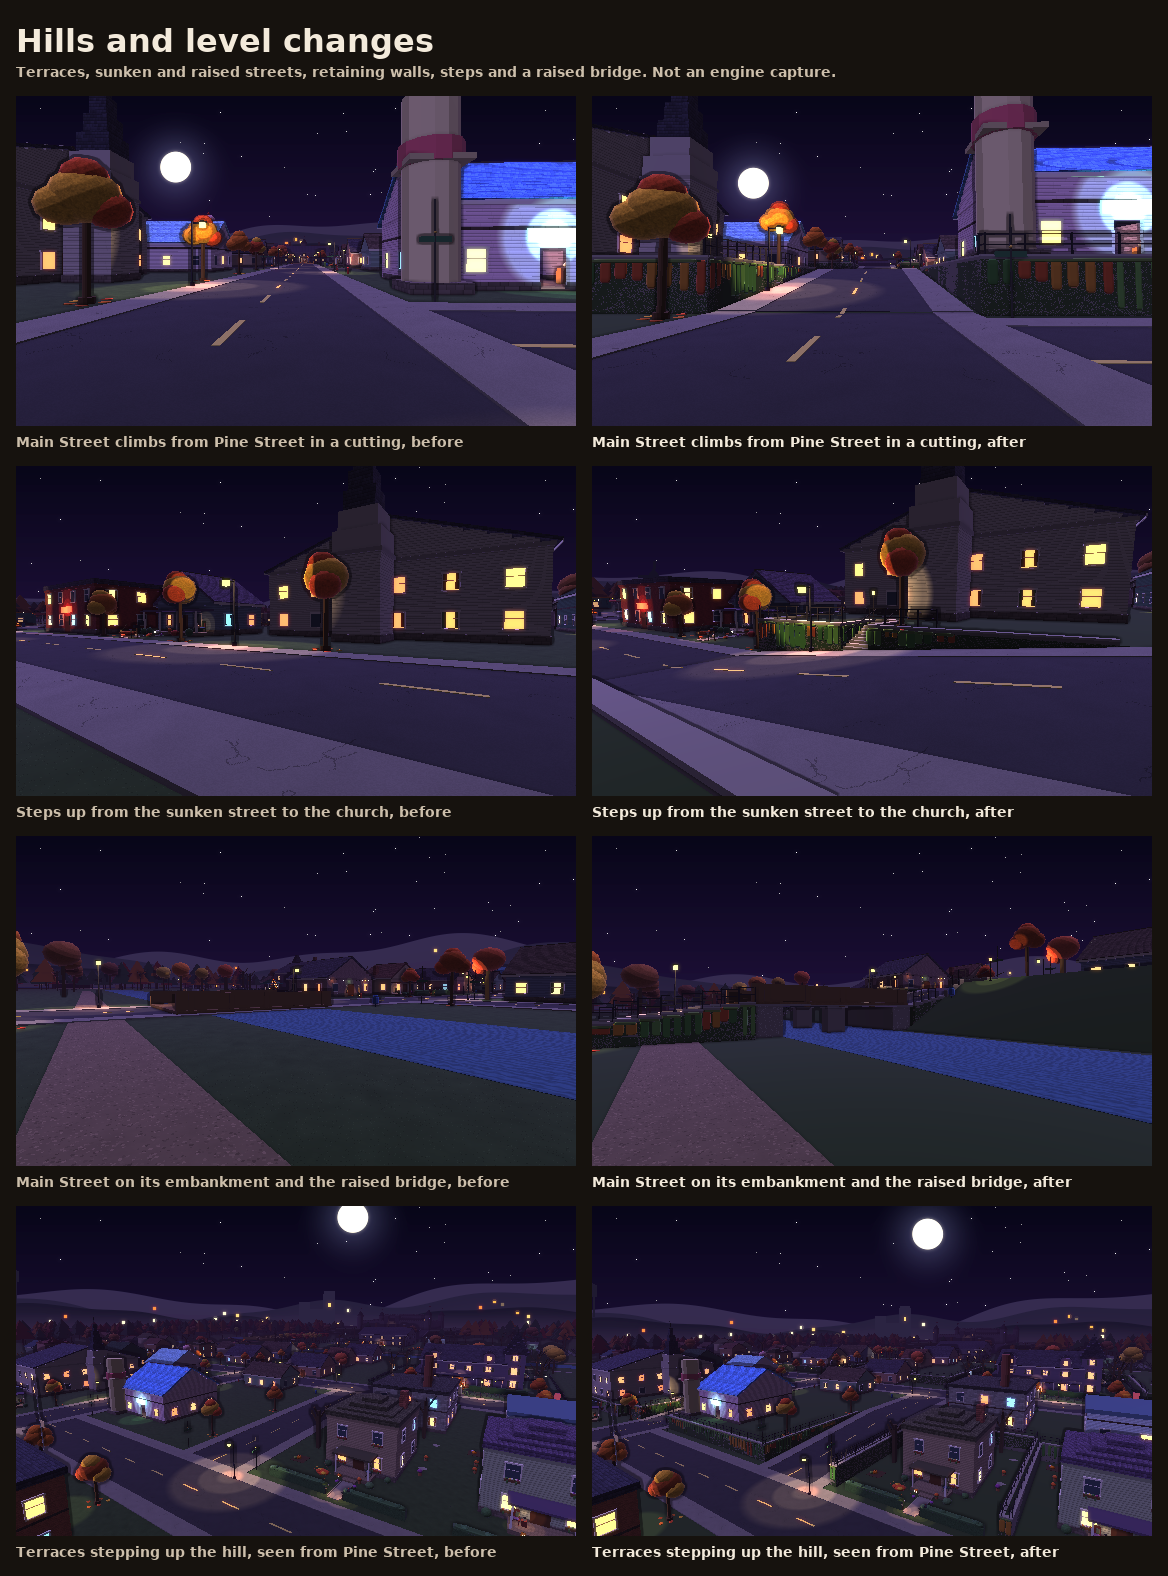 Hills and level changes
Terraces, sunken and raised streets, retaining walls, steps and a raised bridge. Not an engine capture.
Main Street climbs from Pine Street in a cutting, before
Main Street climbs from Pine Street in a cutting, after
Steps up from the sunken street to the church, before
Steps up from the sunken street to the church, after
Main Street on its embankment and the raised bridge, before
Main Street on its embankment and the raised bridge, after
Terraces stepping up the hill, seen from Pine Street, before
Terraces stepping up the hill, seen from Pine Street, after